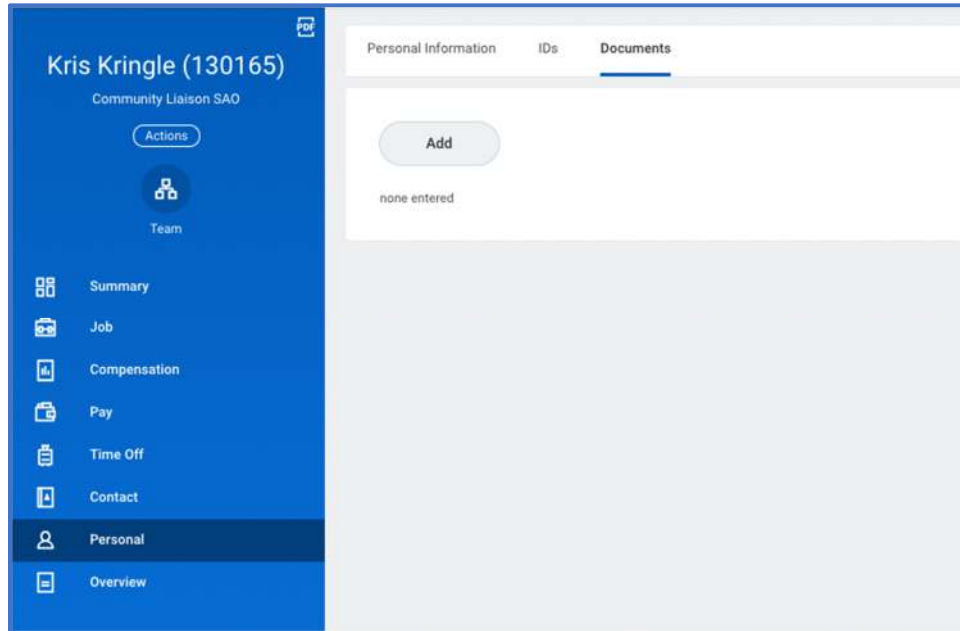 PDF
Kris Kringle (130165)
Community Liaison SAO
Actions
Team
Summary
Job
Compensation
Pay
Time Off
Contact
Personal
Overview
Personal Information IDs Documents
Add
none entered